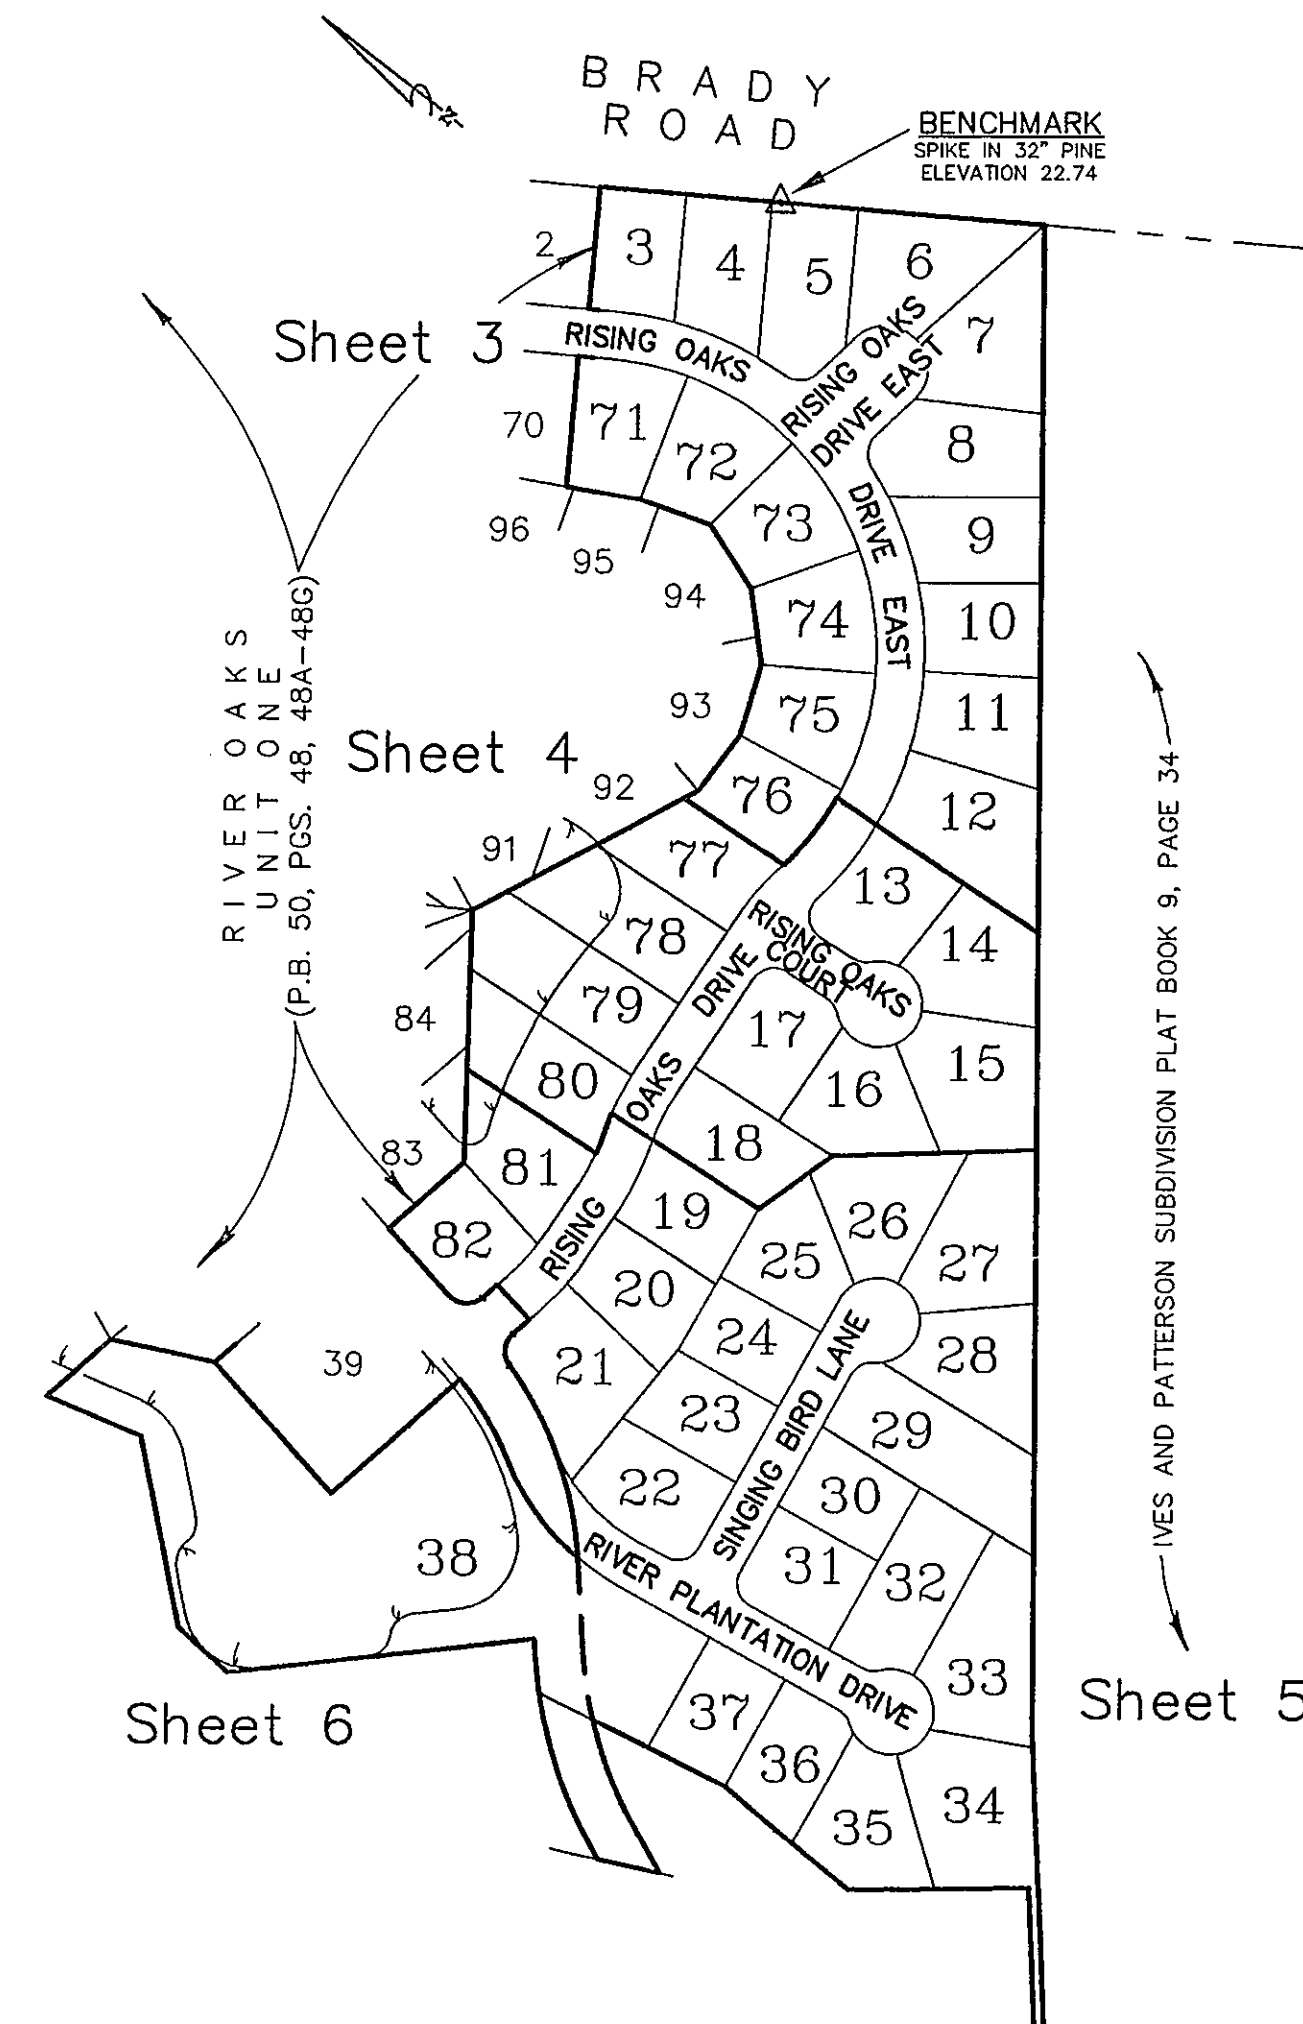 B R A D Y
R O A D
BENCHMARK
SPIKE IN 32" PINE
ELEVATION 22.74
2
3
4
5
6
7
Sheet 3
RISING OAKS
RISING OAKS
DRIVE EAST
70
71
72
8
DRIVE EAST
96
95
73
9
94
74
10
93
75
11
Sheet 4
92
76
12
RIVER OAKS
UNIT ONE
(P.B. 50, PGS. 48, 48A-48G)
91
77
13
78
RISING OAKS
COURT
14
84
79
17
15
80
16
RISING OAKS DRIVE
83
81
18
82
19
26
20
25
27
39
21
24
28
SINGING BIRD LANE
23
29
22
30
38
31
32
RIVER PLANTATION DRIVE
33
37
36
34
35
IVES AND PATTERSON SUBDIVISION PLAT BOOK 9, PAGE 34
Sheet 5
Sheet 6